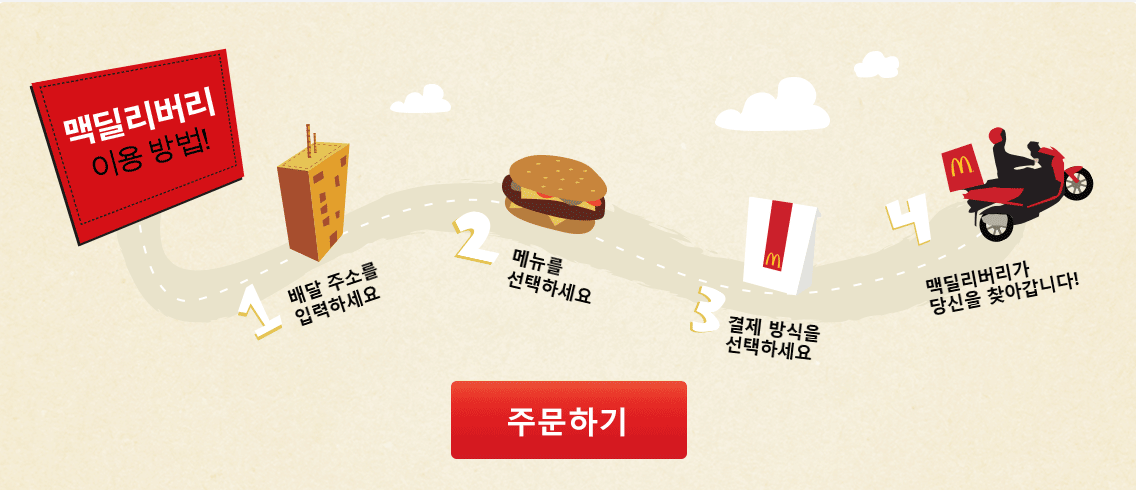 맥딜리버리
이용 방법!
1
배달 주소를
입력하세요
2
메뉴를
선택하세요
3
결제 방식을
선택하세요
4
맥딜리버리가
당신을 찾아갑니다!
주문하기